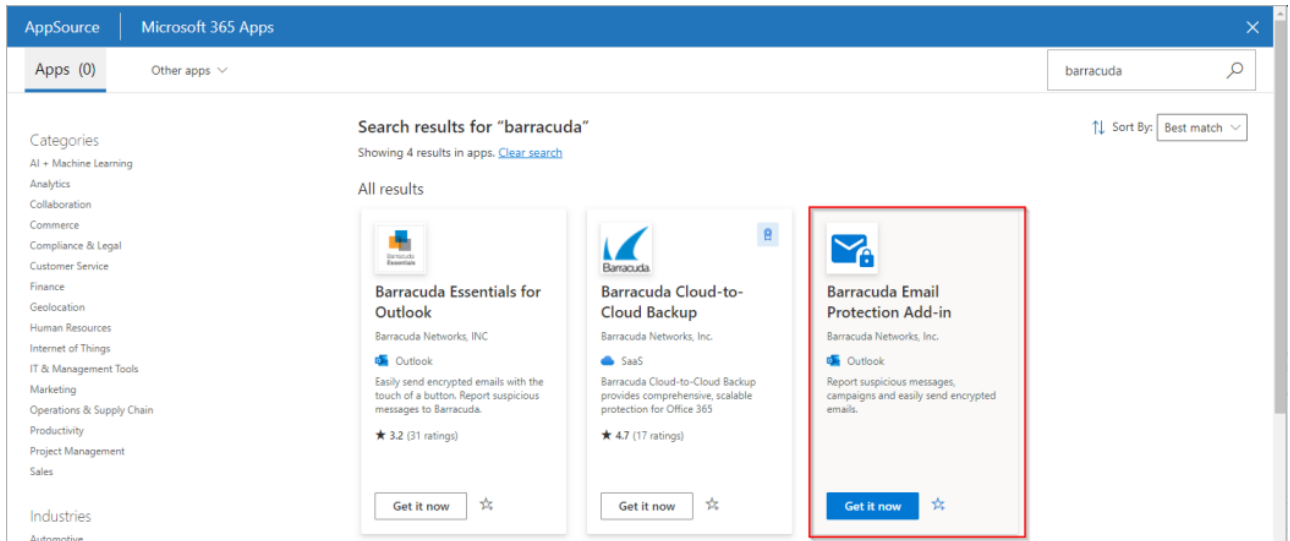 AppSource
Microsoft 365 Apps
Apps (0)
Other apps
barracuda
Categories
AI + Machine Learning
Analytics
Collaboration
Commerce
Compliance & Legal
Customer Service
Finance
Geolocation
Human Resources
Internet of Things
IT & Management Tools
Marketing
Operations & Supply Chain
Productivity
Project Management
Sales
Industries
Automotive
Search results for “barracuda”
Showing 4 results in apps. Clear search
Sort By: Best match
All results
Barracuda
Essentials
Barracuda Essentials for
Outlook
Barracuda Networks, INC
Outlook
Easily send encrypted emails with the
touch of a button. Report suspicious
messages to Barracuda.
★ 3.2 (31 ratings)
Get it now
Barracuda
Barracuda Cloud-to-
Cloud Backup
Barracuda Networks, Inc.
SaaS
Barracuda Cloud-to-Cloud Backup
provides comprehensive, scalable
protection for Office 365
★ 4.7 (17 ratings)
Get it now
Barracuda Email
Protection Add-in
Barracuda Networks, Inc.
Outlook
Report suspicious messages,
campaigns and easily send encrypted
emails.
Get it now